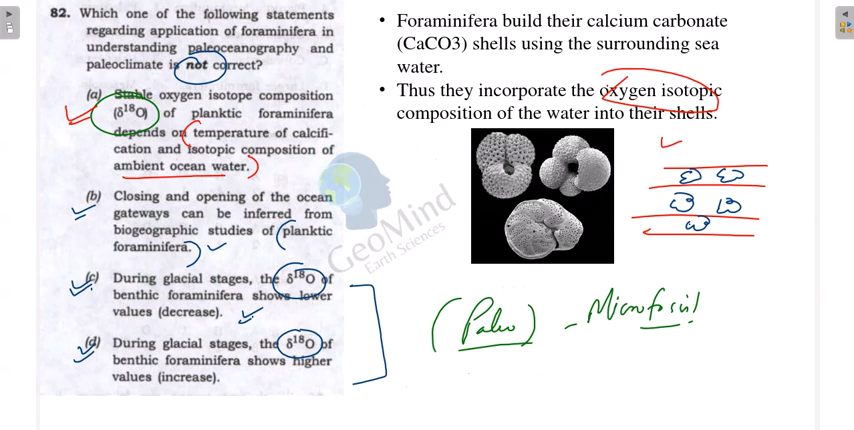 82. Which one of the following statements
regarding application of foraminifera in
understanding paleoceanography and
paleoclimate is not correct?
(a) Stable oxygen isotope composition
(δ¹⁸O) of planktic foraminifera
depends on temperature of calcifi-
cation and isotopic composition of
ambient ocean water.
(b) Closing and opening of the ocean
gateways can be inferred from
biogeographic studies of planktic
foraminifera.
(c) During glacial stages, the δ¹⁸O of
benthic foraminifera shows lower
values (decrease).
(d) During glacial stages, the δ¹⁸O of
benthic foraminifera shows higher
values (increase).
• Foraminifera build their calcium carbonate
(CaCO3) shells using the surrounding sea
water.
• Thus they incorporate the oxygen isotopic
composition of the water into their shells.
GeoMind
Earth Sciences
(Paleo) - Microfossil